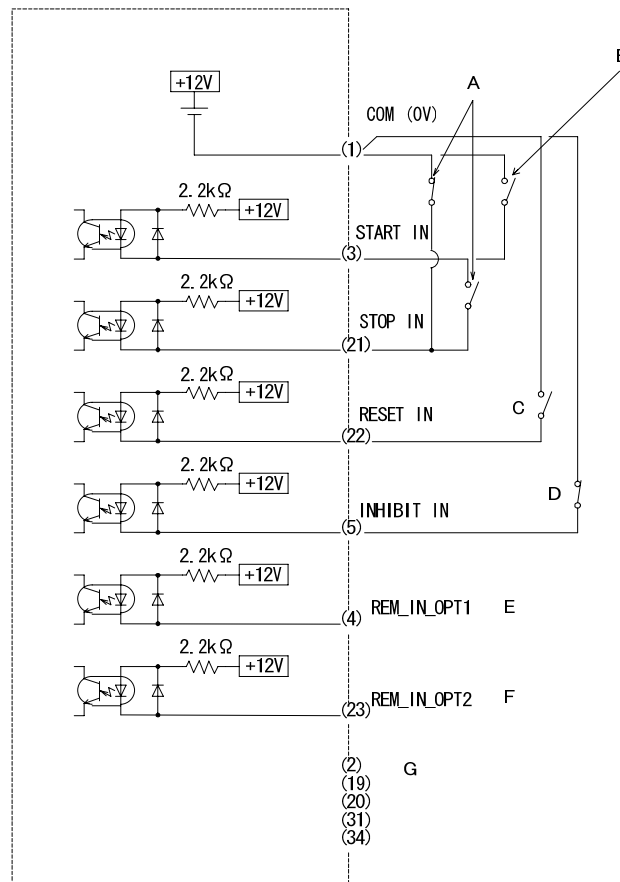 +12V
A
E
COM (0V)
(1)
2.2kΩ
+12V
START IN
(3)
2.2kΩ
+12V
STOP IN
(21)
2.2kΩ
+12V
RESET IN
C
(22)
2.2kΩ
+12V
INHIBIT IN
D
(5)
2.2kΩ
+12V
REM_IN_OPT1 E
(4)
2.2kΩ
+12V
REM_IN_OPT2 F
(23)
(2) G
(19)
(20)
(31)
(34)